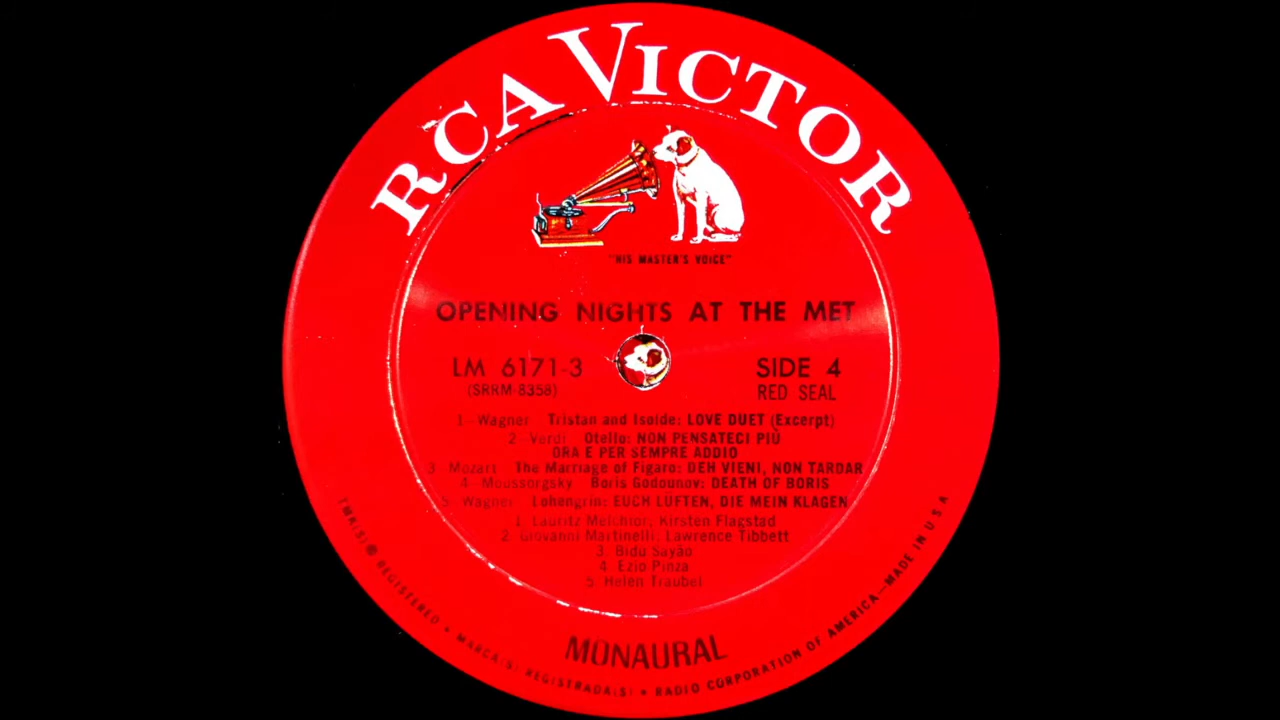 RCA VICTOR
"HIS MASTER'S VOICE"
OPENING NIGHTS AT THE MET
LM 6171-3
(SRRM-8358)
SIDE 4
RED SEAL
1—Wagner Tristan and Isolde: LOVE DUET (Excerpt)
2—Verdi Otello: NON PENSATECI PIÙ
ORA E PER SEMPRE ADDIO
3—Mozart The Marriage of Figaro: DEH VIENI, NON TARDAR
4—Moussorgsky Boris Godounov: DEATH OF BORIS
5—Wagner Lohengrin: EUCH LÜFTEN, DIE MEIN KLAGEN
1. Lauritz Melchior, Kirsten Flagstad
2. Giovanni Martinelli, Lawrence Tibbett
3. Bidu Sayão
4. Ezio Pinza
5. Helen Traubel
MONAURAL
TMK(S) ® REGISTERED • MARCA(S) REGISTRADA(S) • RADIO CORPORATION OF AMERICA—MADE IN U S A